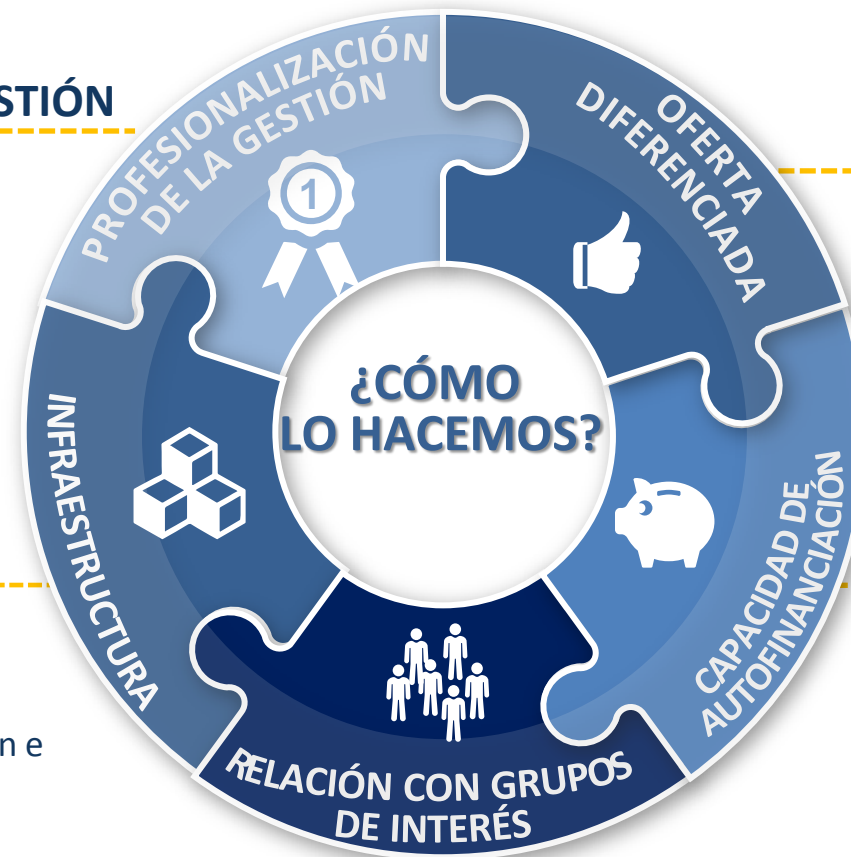 STIÓN
PROFESIONALIZACIÓN
DE LA GESTIÓN
1
OFERTA
DIFERENCIADA
¿CÓMO
LO HACEMOS?
INFRAESTRUCTURA
CAPACIDAD DE
AUTOFINANCIACIÓN
n e
RELACIÓN CON GRUPOS
DE INTERÉS